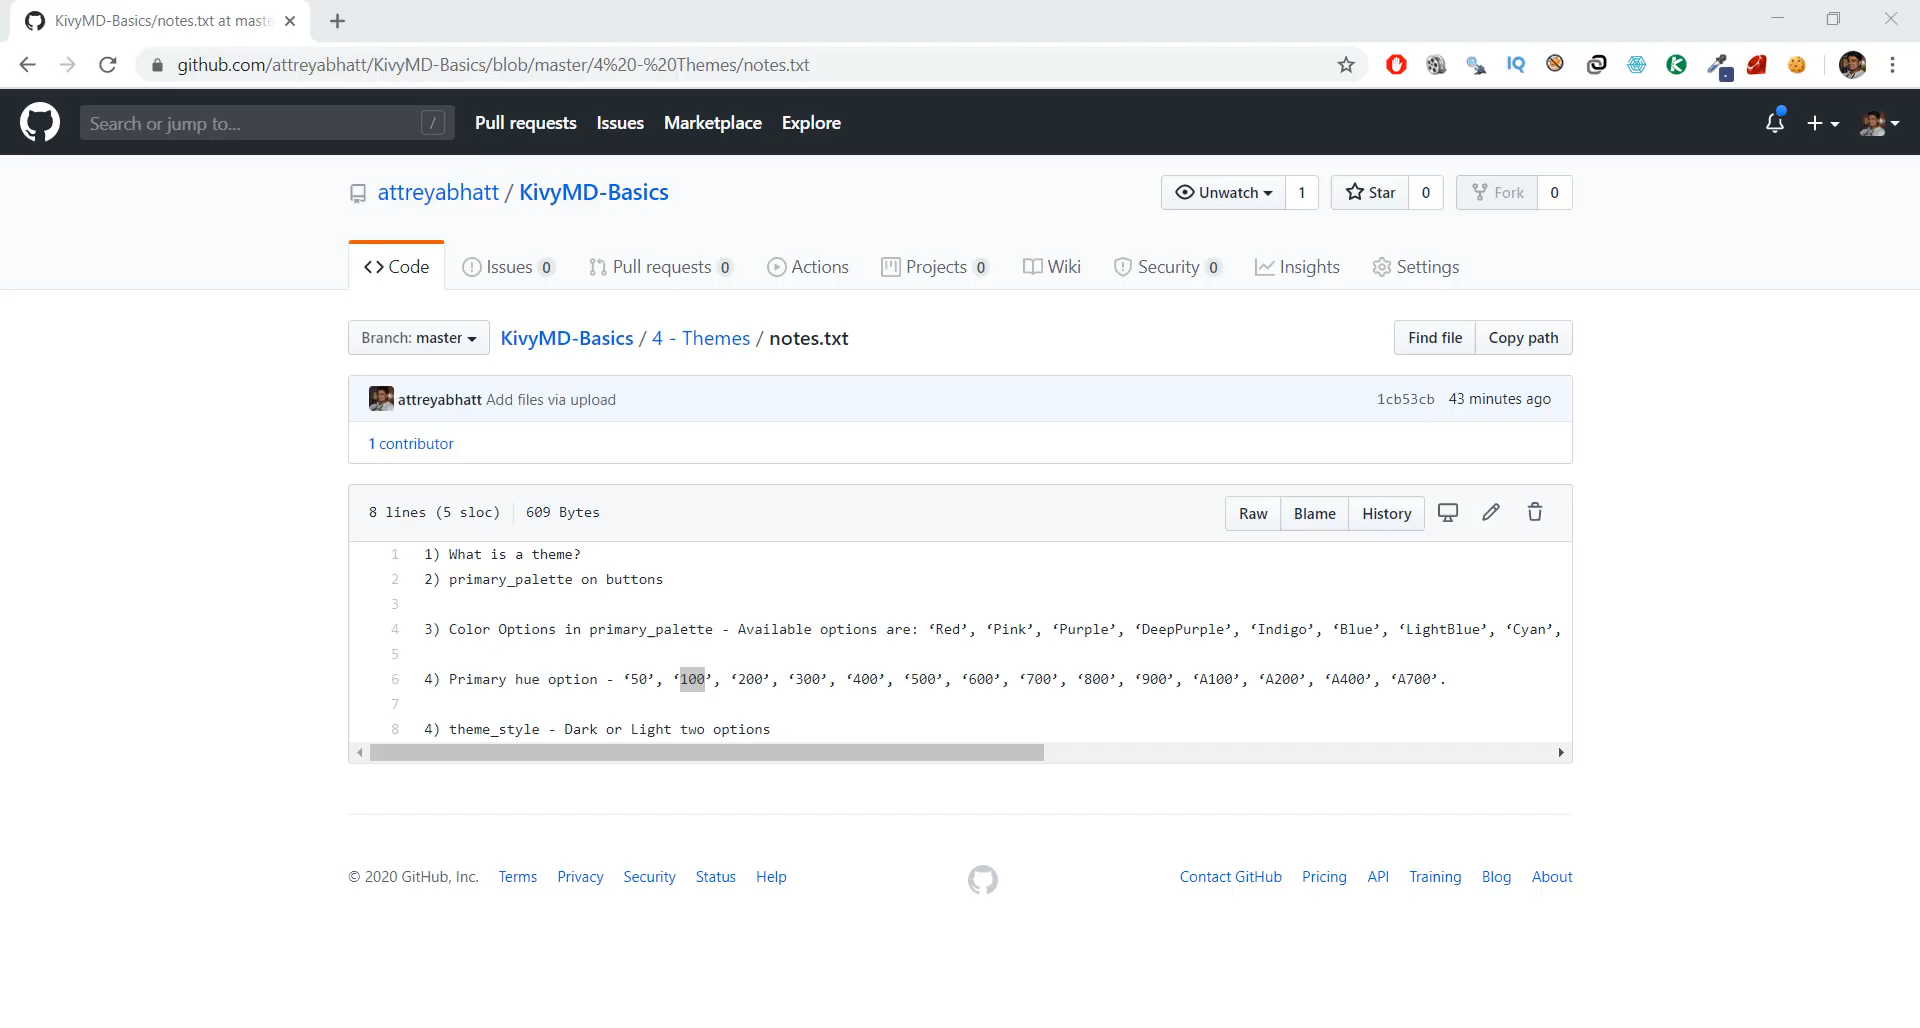 KivyMD-Basics/notes.txt at maste
github.com/attreyabhatt/KivyMD-Basics/blob/master/4%20-%20Themes/notes.txt
IQ
Search or jump to... /
Pull requests Issues Marketplace Explore
attreyabhatt / KivyMD-Basics
Unwatch 1 Star 0 Fork 0
Code Issues 0 Pull requests 0 Actions Projects 0 Wiki Security 0 Insights Settings
Branch: master KivyMD-Basics / 4 - Themes / notes.txt
Find file Copy path
attreyabhatt Add files via upload 1cb53cb 43 minutes ago
1 contributor
8 lines (5 sloc) 609 Bytes Raw Blame History
1 1) What is a theme?
2 2) primary_palette on buttons
3
4 3) Color Options in primary_palette - Available options are: ‘Red’, ‘Pink’, ‘Purple’, ‘DeepPurple’, ‘Indigo’, ‘Blue’, ‘LightBlue’, ‘Cyan’,
5
6 4) Primary hue option - ‘50’, ‘100’, ‘200’, ‘300’, ‘400’, ‘500’, ‘600’, ‘700’, ‘800’, ‘900’, ‘A100’, ‘A200’, ‘A400’, ‘A700’.
7
8 4) theme_style - Dark or Light two options
© 2020 GitHub, Inc. Terms Privacy Security Status Help
Contact GitHub Pricing API Training Blog About